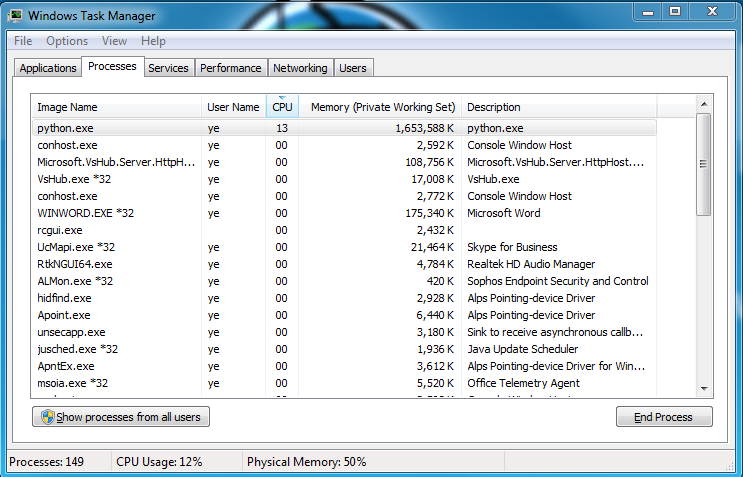 Windows Task Manager
File Options View Help
Applications Processes Services Performance Networking Users
Image Name User Name CPU Memory (Private Working Set) Description
python.exe ye 13 1,653,588 K python.exe
conhost.exe ye 00 2,592 K Console Window Host
Microsoft.VsHub.Server.HttpH... ye 00 108,756 K Microsoft.VsHub.Server.HttpHost....
VsHub.exe *32 ye 00 17,008 K VsHub.exe
conhost.exe ye 00 2,772 K Console Window Host
WINWORD.EXE *32 ye 00 175,340 K Microsoft Word
rcgui.exe 00 2,432 K
UcMapi.exe *32 ye 00 21,464 K Skype for Business
RtkNGUI64.exe ye 00 4,784 K Realtek HD Audio Manager
ALMon.exe *32 ye 00 420 K Sophos Endpoint Security and Control
hidfind.exe ye 00 2,928 K Alps Pointing-device Driver
Apoint.exe ye 00 6,440 K Alps Pointing-device Driver
unsecapp.exe ye 00 3,180 K Sink to receive asynchronous callb...
jusched.exe *32 ye 00 1,936 K Java Update Scheduler
ApntEx.exe ye 00 3,612 K Alps Pointing-device Driver for Win...
msoia.exe *32 ye 00 5,520 K Office Telemetry Agent
Show processes from all users End Process
Processes: 149 CPU Usage: 12% Physical Memory: 50%